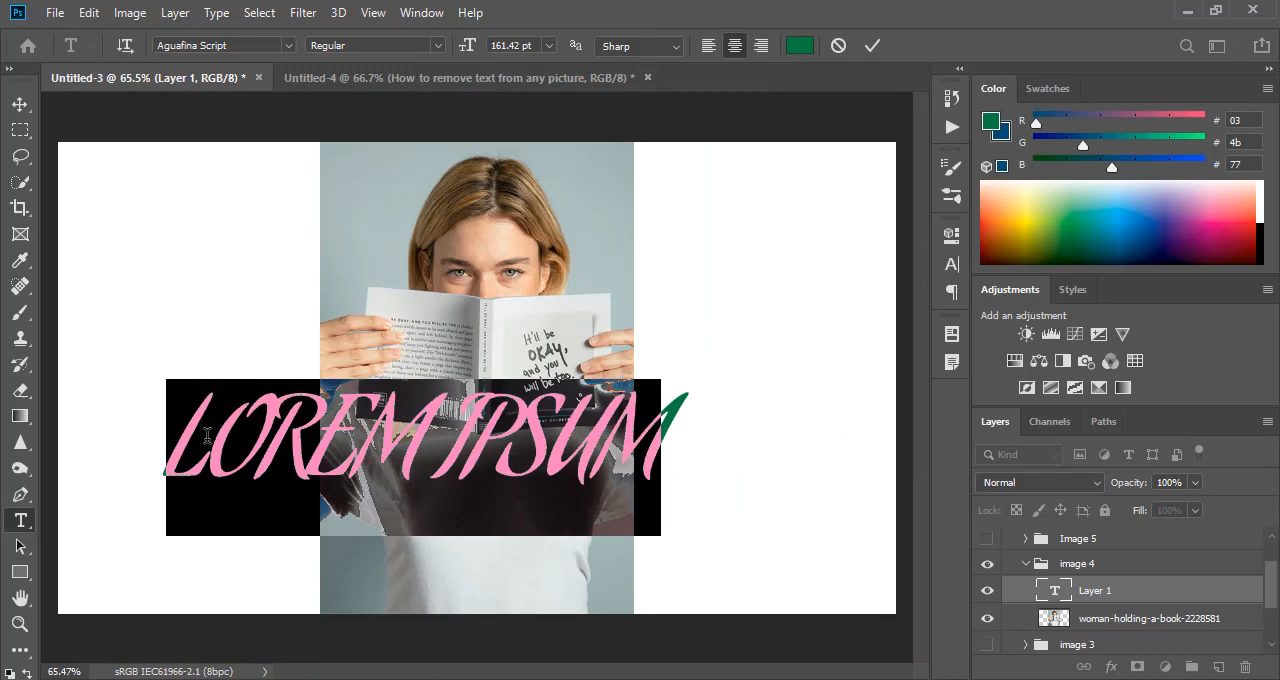 Ps File Edit Image Layer Type Select Filter 3D View Window Help
Aguafina Script Regular 161.42 pt Sharp
Untitled-3 @ 65.5% (Layer 1, RGB/8) * × Untitled-4 @ 66.7% (How to remove text from any picture, RGB/8) * ×
Color Swatches
R # 03
G # 4b
B # 77
Adjustments Styles
Add an adjustment
It'll be
OKAY,
and you
will be too.
LOREM IPSUM
Layers Channels Paths
Kind
Normal Opacity: 100%
Lock: Fill: 100%
Image 5
image 4
T Layer 1
woman-holding-a-book-2228581
image 3
65.47% sRGB IEC61966-2.1 (8bpc)